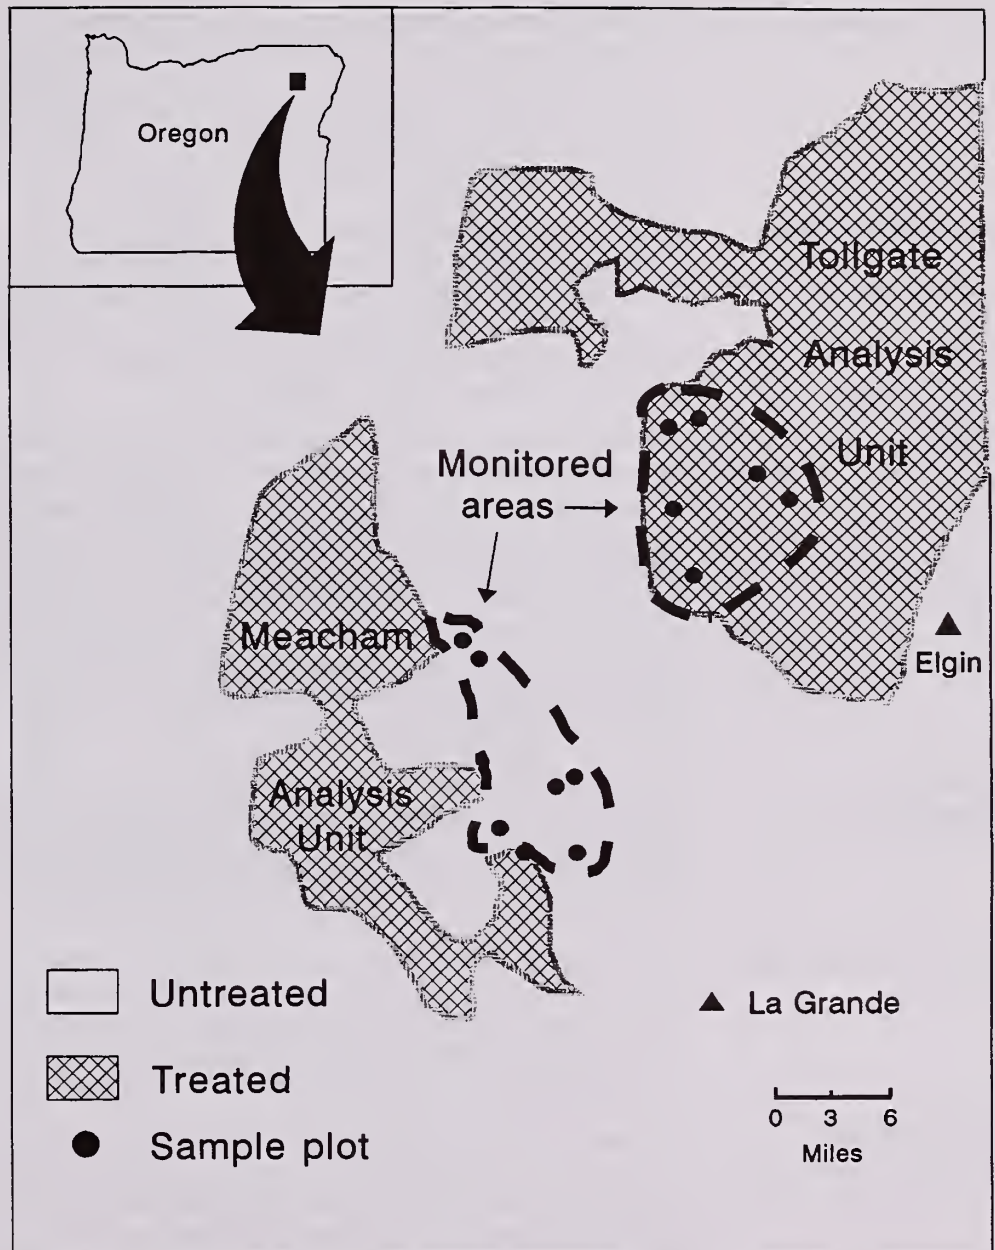 Oregon
Tollgate
Analysis
Unit
Monitored
areas
Meacham
Analysis
Unit
Elgin
Untreated
Treated
Sample plot
La Grande
0 3 6
Miles